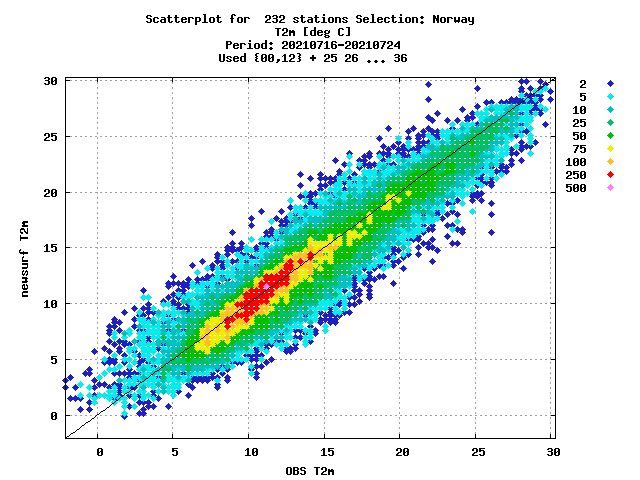 Scatterplot for  232 stations Selection: Norway
T2m [deg C]
Period: 20210716-20210724
Used {00,12} + 25 26 ... 36
30
25
20
15
10
5
0
newsurf T2m
2
5
10
25
50
75
100
250
500
0 5 10 15 20 25 30
OBS T2m